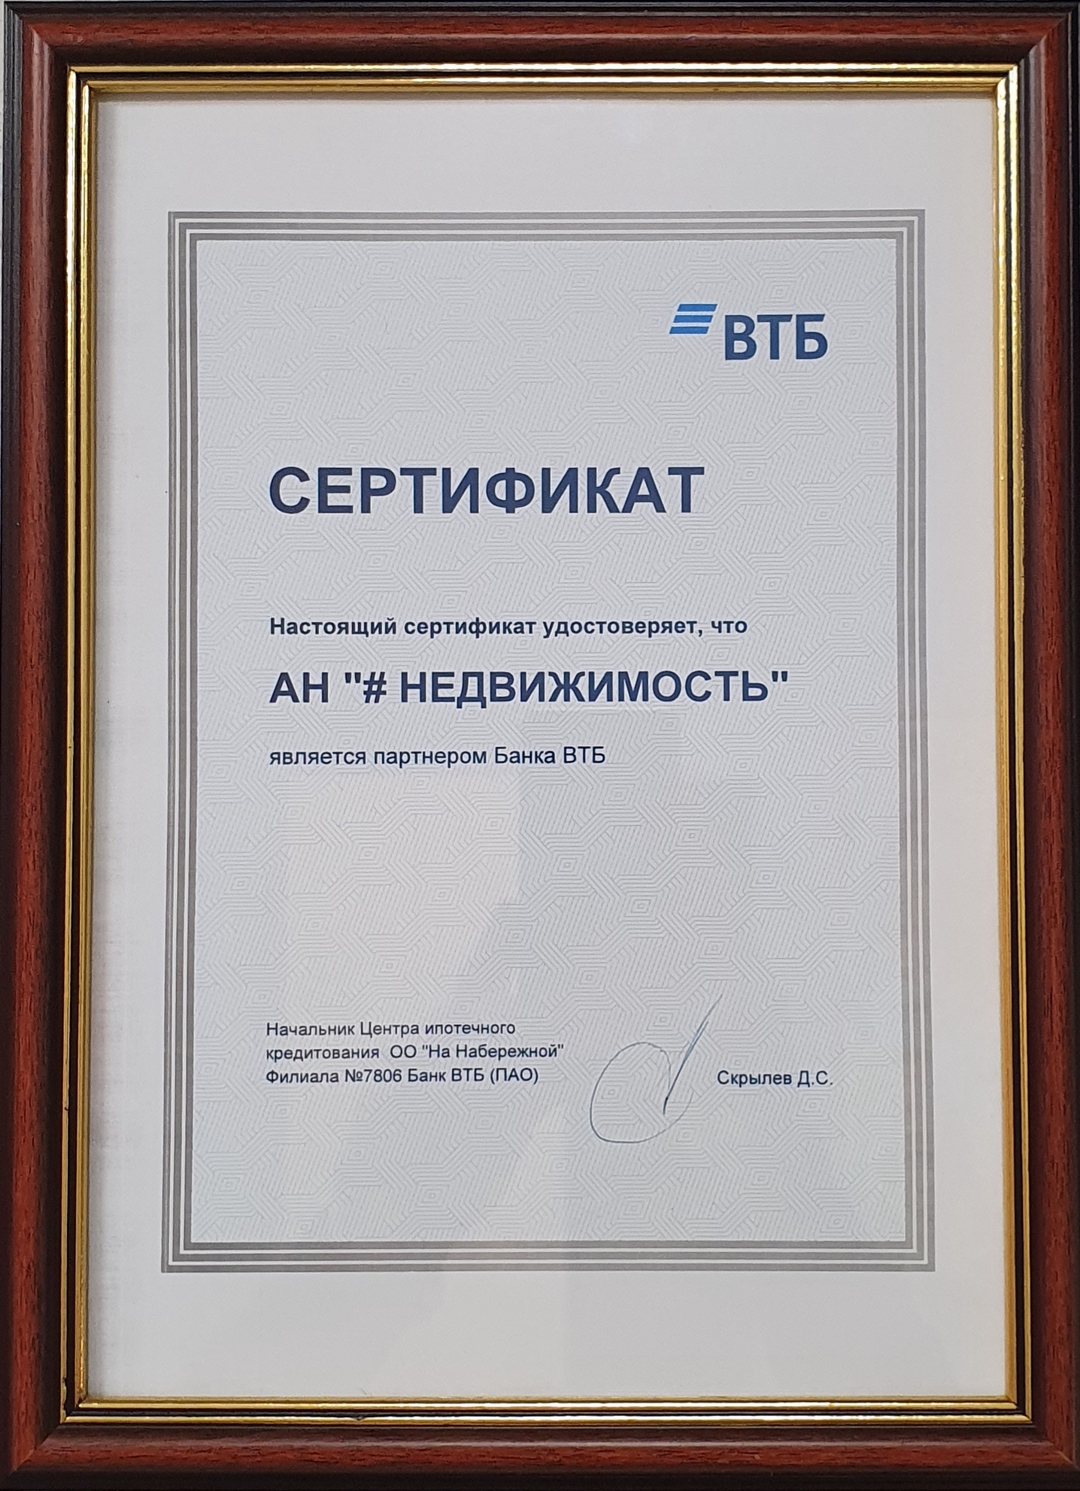 ВТБ
СЕРТИФИКАТ
Настоящий сертификат удостоверяет, что
АН "# НЕДВИЖИМОСТЬ"
является партнером Банка ВТБ
Начальник Центра ипотечного
кредитования ОО "На Набережной"
Филиала №7806 Банк ВТБ (ПАО)
Скрылев Д.С.